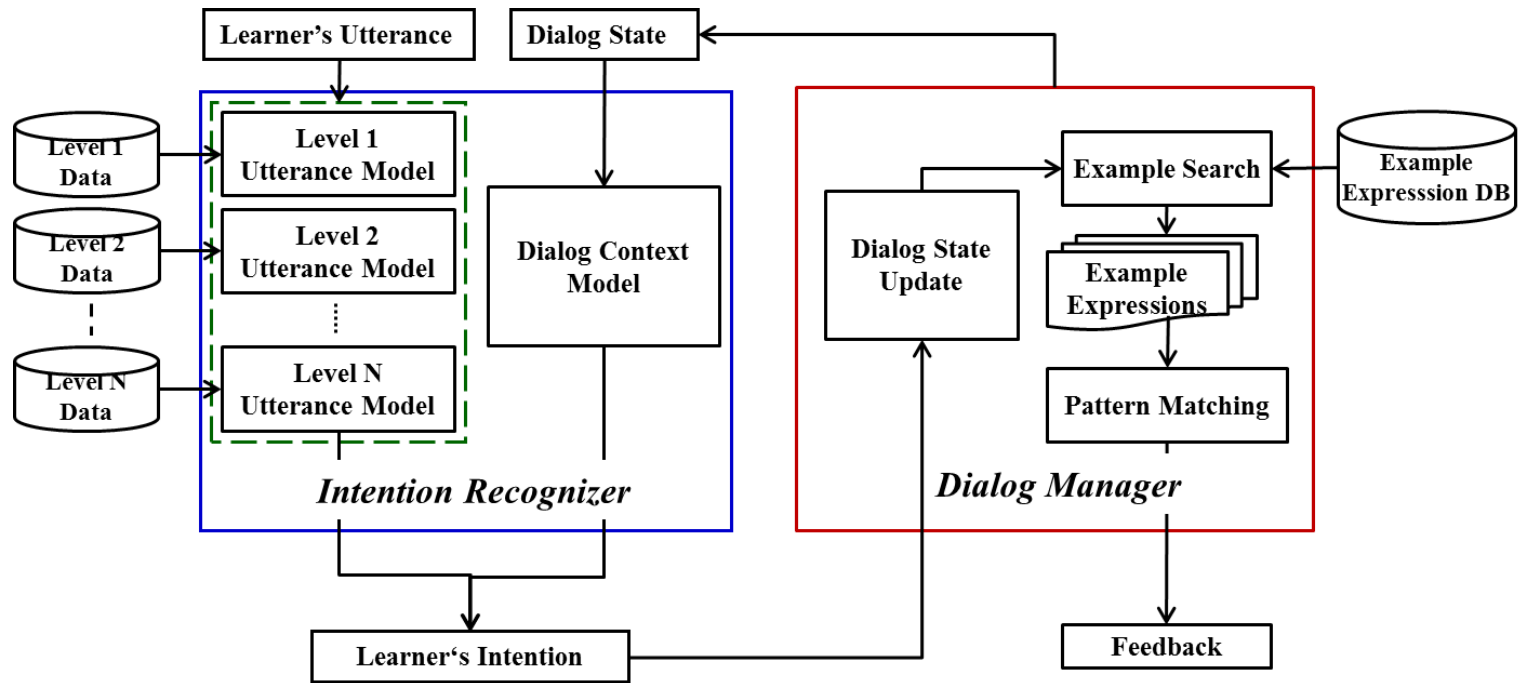 Learner’s Utterance
Dialog State
Level 1
Data
Level 1
Utterance Model
Level 2
Data
Level 2
Utterance Model
Level N
Data
Level N
Utterance Model
Dialog Context
Model
Intention Recognizer
Dialog State
Update
Example Search
Example
Expresssion DB
Example
Expressions
Pattern Matching
Dialog Manager
Learner‘s Intention
Feedback